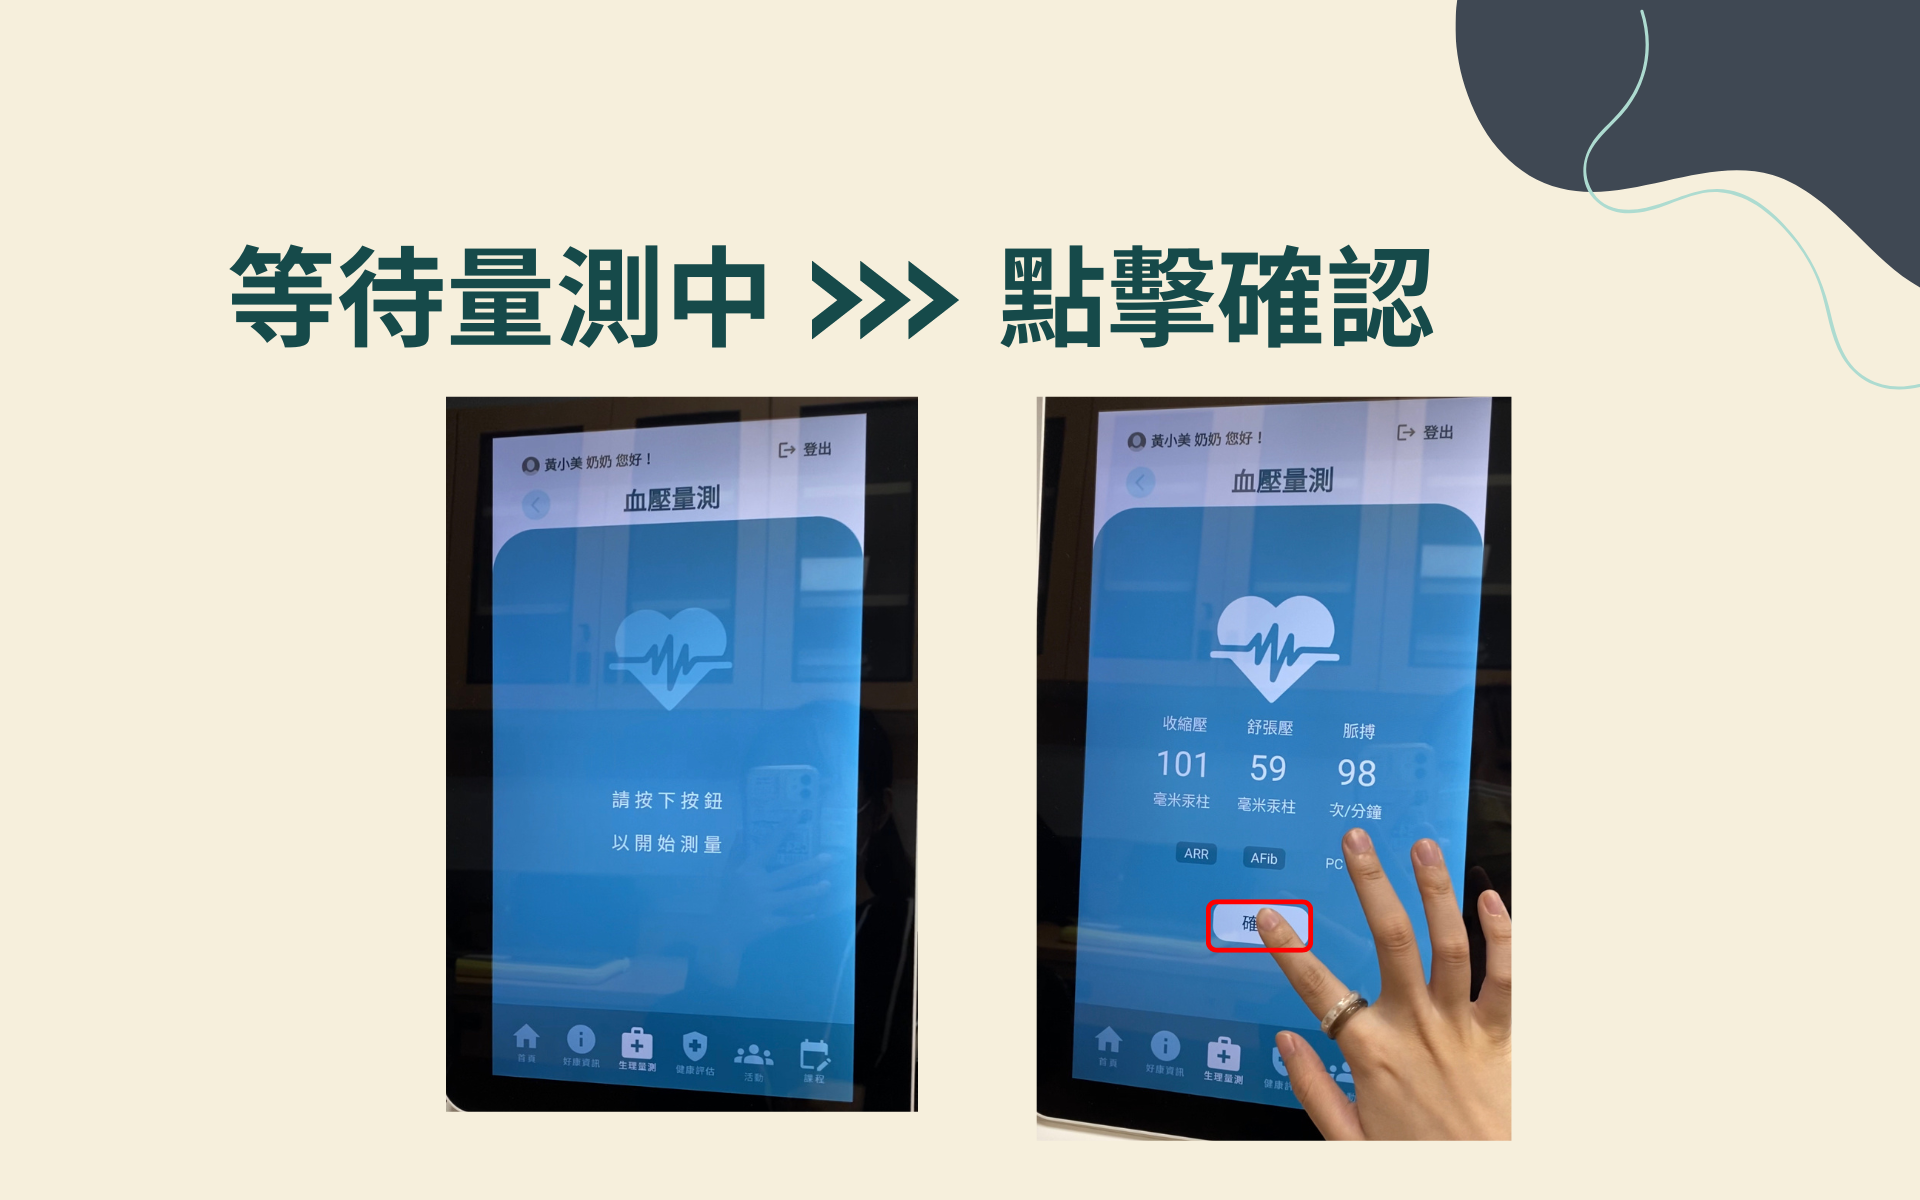 等待量測中 >>> 點擊確認
黃小美 奶奶 您好！
登出
血壓量測
請按下按鈕
以開始測量
首頁
好康資訊
生理量測
健康評估
活動
課程
黃小美 奶奶 您好！
登出
血壓量測
收縮壓 舒張壓 脈搏
101 59 98
毫米汞柱 毫米汞柱 次/分鐘
ARR AFib PC
確
首頁
好康資訊
生理量測
健康評